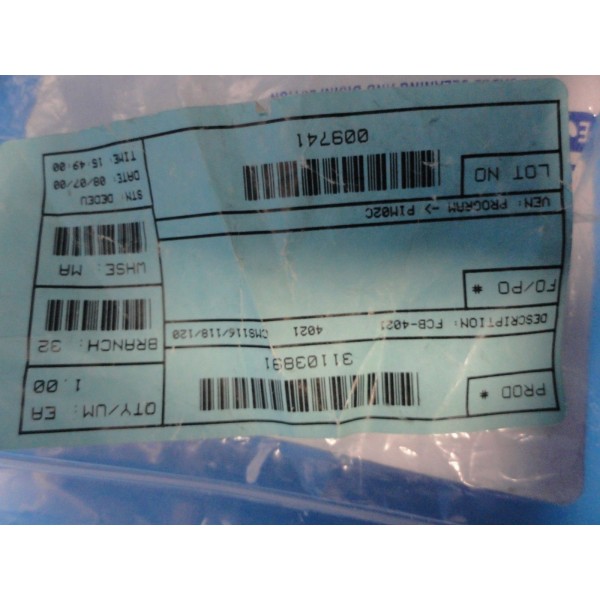 PROD #
31103891
QTY/UM: EA
1.00
DESCRIPTION: FCB-4021 4021 CMS116/118/120
BRANCH: 32
FO/PO #
WHSE: MA
VEN: PROGRAM -> PIM02C
STN: DEDEU
DATE: 08/07/00
TIME: 15:49:00
LOT NO
009741